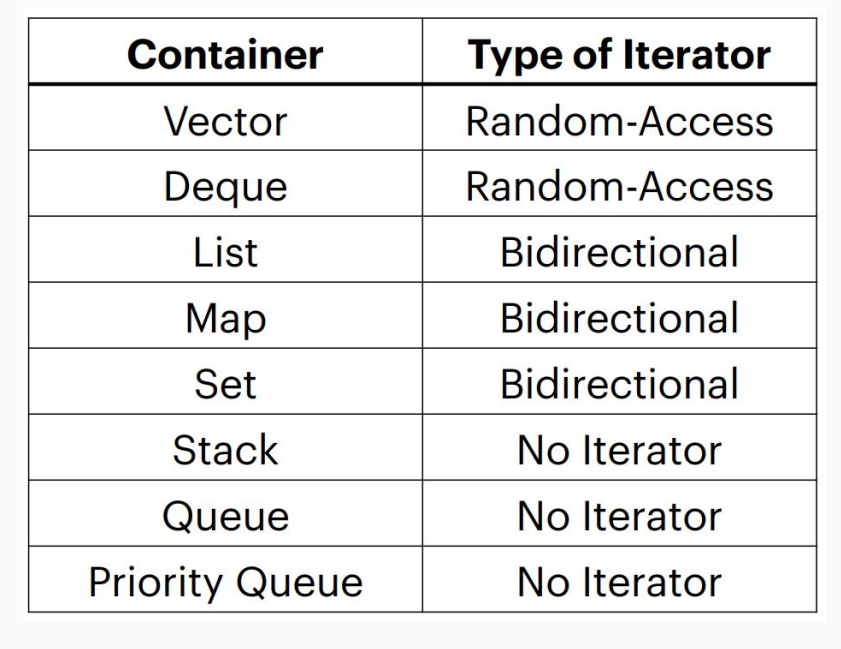 Container Type of Iterator
Vector Random-Access
Deque Random-Access
List Bidirectional
Map Bidirectional
Set Bidirectional
Stack No Iterator
Queue No Iterator
Priority Queue No Iterator